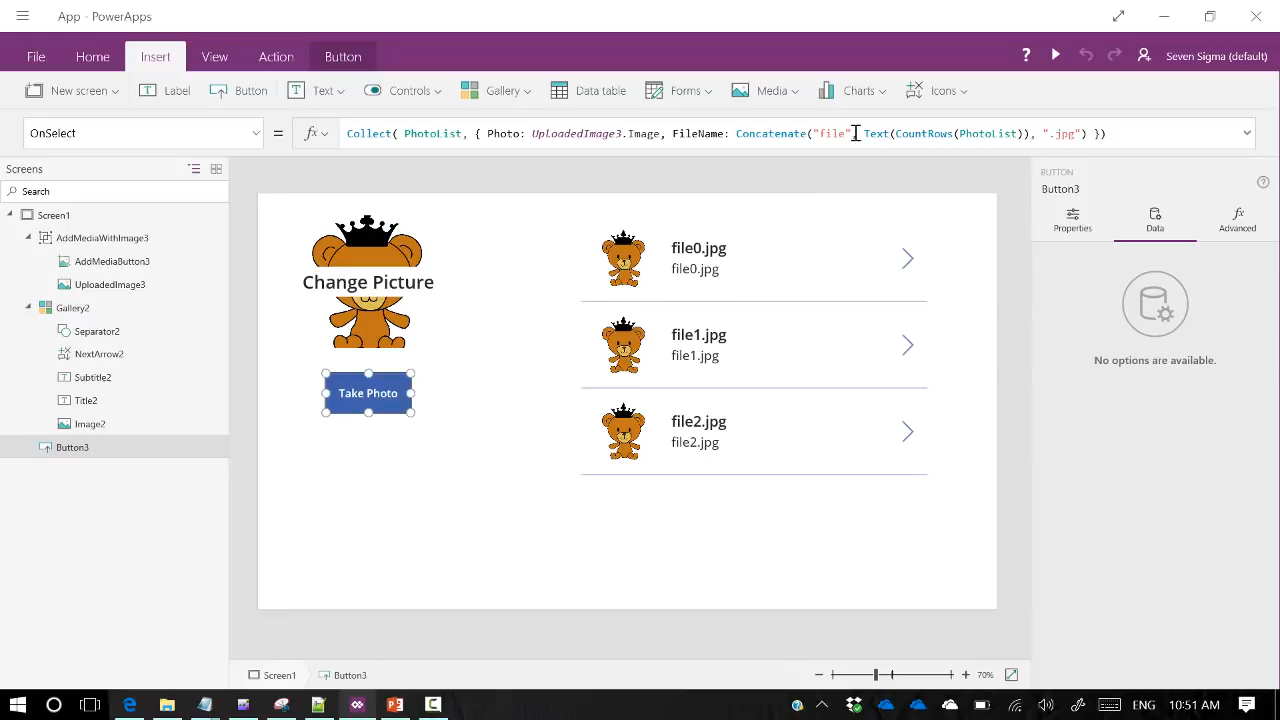 App - PowerApps
File Home Insert View Action Button
Seven Sigma (default)
New screen Label Button Text Controls Gallery Data table Forms Media Charts Icons
OnSelect = fx Collect( PhotoList, { Photo: UploadedImage3.Image, FileName: Concatenate("file", Text(CountRows(PhotoList)), ".jpg") })
Screens
Search
Screen1
AddMediaWithImage3
AddMediaButton3
UploadedImage3
Gallery2
Separator2
NextArrow2
Subtitle2
Title2
Image2
Button3
Change Picture
Take Photo
file0.jpg
file0.jpg
file1.jpg
file1.jpg
file2.jpg
file2.jpg
BUTTON
Button3
Properties Data Advanced
No options are available.
Screen1 Button3
70%
ENG 10:51 AM